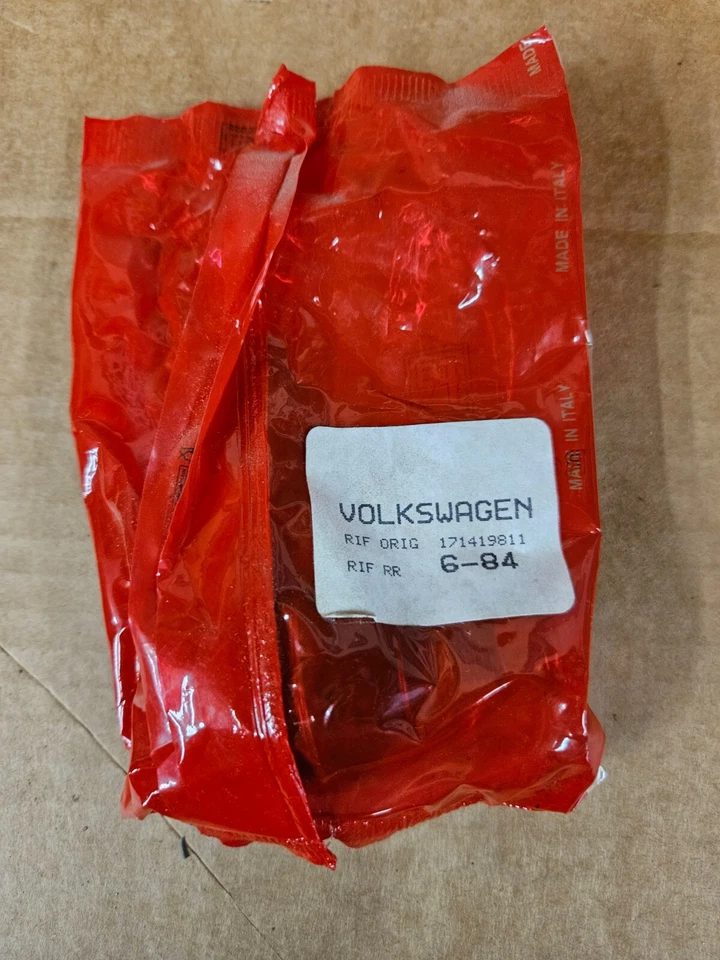 MADE
MADE IN ITALY
IN ITALY
VOLKSWAGEN
RIF ORIG 171419811
RIF RR 6-84